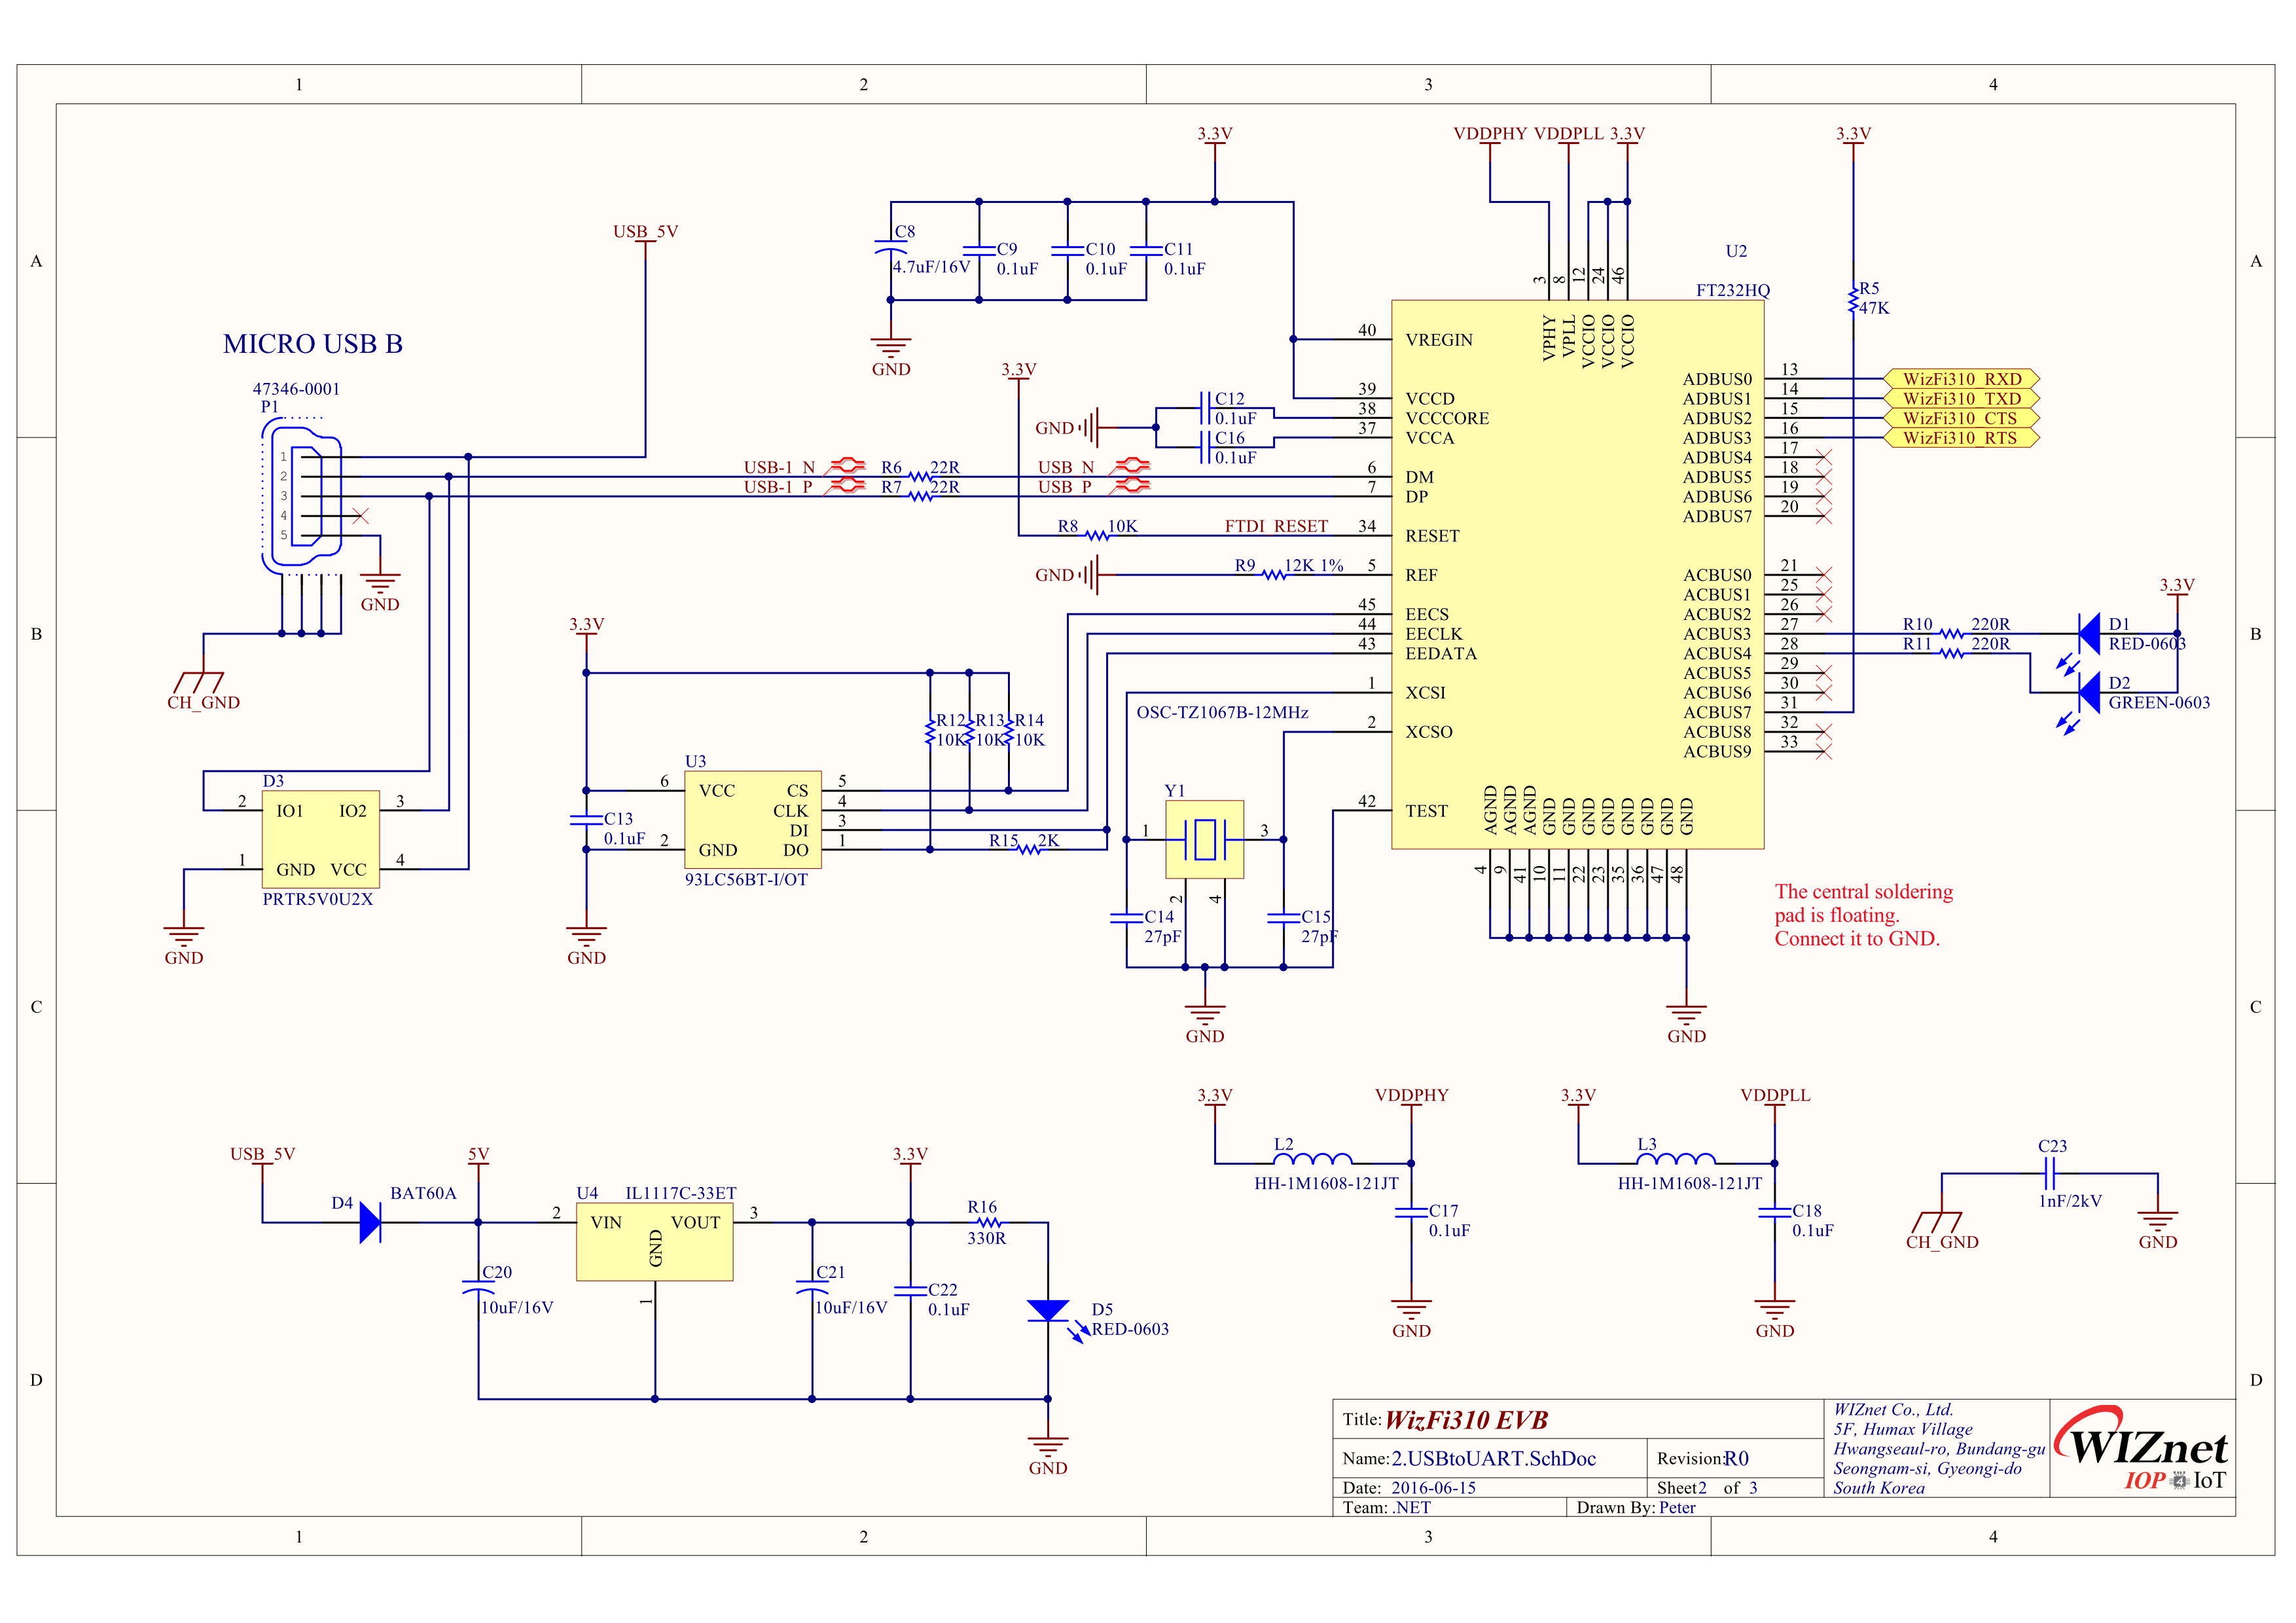 1 2 3 4
A
A
3.3V
VDDPHY VDDPLL 3.3V
3.3V
USB_5V
C8
4.7uF/16V
C9
0.1uF
C10
0.1uF
C11
0.1uF
GND
U2
FT232HQ
3 8 12 24 46
VPHY VPLL VCCIO VCCIO VCCIO
R5
47K
MICRO USB B
47346-0001
P1
1
2
3
4
5
GND
CH_GND
3.3V
GND
C12
0.1uF
C16
0.1uF
40 VREGIN
39 VCCD
38 VCCCORE
37 VCCA
6 DM
7 DP
34 RESET
5 REF
45 EECS
44 EECLK
43 EEDATA
1 XCSI
2 XCSO
42 TEST
USB-1_N R6 22R USB_N
USB-1_P R7 22R USB_P
R8 10K FTDI_RESET
GND R9 12K 1%
ADBUS0 13 WizFi310_RXD
ADBUS1 14 WizFi310_TXD
ADBUS2 15 WizFi310_CTS
ADBUS3 16 WizFi310_RTS
ADBUS4 17
ADBUS5 18
ADBUS6 19
ADBUS7 20
ACBUS0 21
ACBUS1 25
ACBUS2 26
ACBUS3 27
ACBUS4 28
ACBUS5 29
ACBUS6 30
ACBUS7 31
ACBUS8 32
ACBUS9 33
3.3V
R10 220R
R11 220R
D1
RED-0603
D2
GREEN-0603
B
B
3.3V
R12
10K
R13
10K
R14
10K
OSC-TZ1067B-12MHz
U3
6 VCC CS 5
CLK 4
DI 3
2 GND DO 1
93LC56BT-I/OT
C13
0.1uF
R15 2K
GND
D3
2 IO1 IO2 3
1 GND VCC 4
PRTR5V0U2X
GND
Y1
1 3
2 4
C14
27pF
C15
27pF
GND
AGND AGND AGND GND GND GND GND GND GND GND GND
4 9 41 10 11 22 23 35 36 47 48
GND
The central soldering
pad is floating.
Connect it to GND.
C
C
USB_5V
5V
3.3V
D4
BAT60A
U4 IL1117C-33ET
2 VIN VOUT 3
GND
1
R16
330R
C20
10uF/16V
C21
10uF/16V
C22
0.1uF
D5
RED-0603
GND
3.3V
VDDPHY
L2
HH-1M1608-121JT
C17
0.1uF
GND
3.3V
VDDPLL
L3
HH-1M1608-121JT
C18
0.1uF
GND
C23
1nF/2kV
CH_GND
GND
D
D
Title: WizFi310 EVB
Name: 2.USBtoUART.SchDoc
Revision: R0
Date: 2016-06-15
Sheet 2 of 3
Team: .NET
Drawn By: Peter
WIZnet Co., Ltd.
5F, Humax Village
Hwangseaul-ro, Bundang-gu
Seongnam-si, Gyeongi-do
South Korea
WIZnet
IOP 4 IoT
1 2 3 4